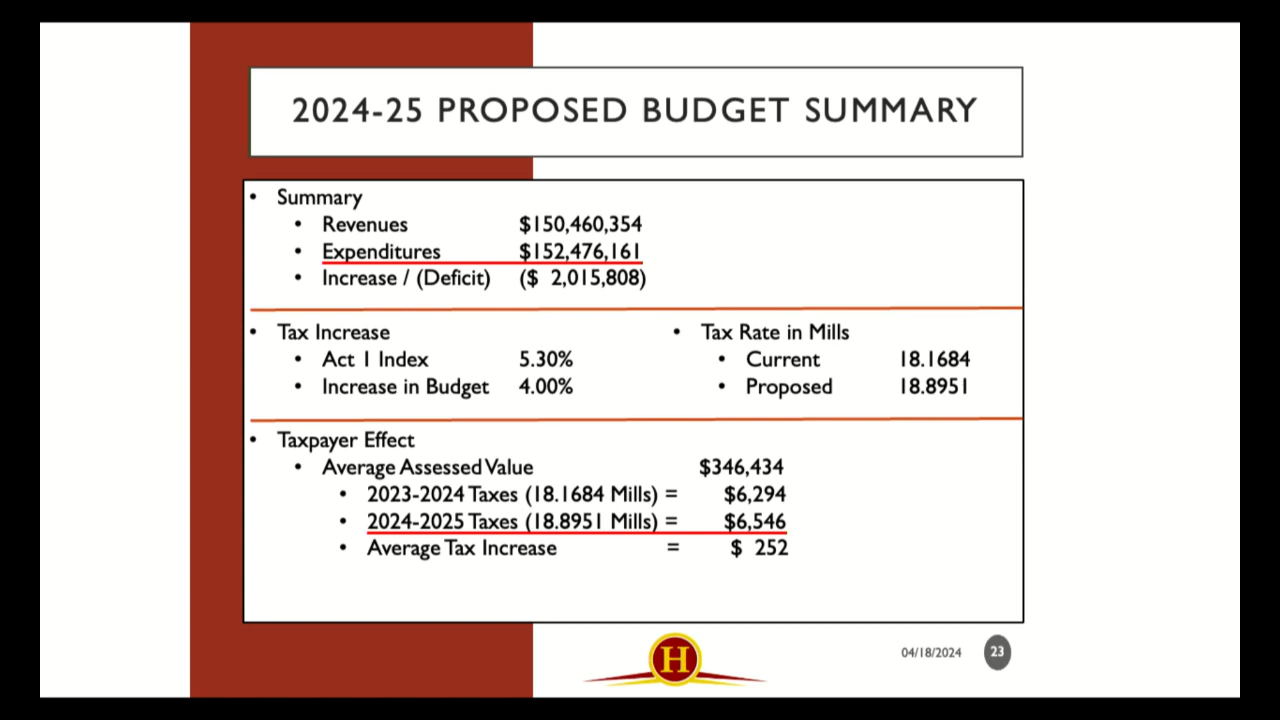 2024-25 PROPOSED BUDGET SUMMARY
• Summary
• Revenues $150,460,354
• Expenditures $152,476,161
• Increase / (Deficit) ($ 2,015,808)
• Tax Increase
• Act 1 Index 5.30%
• Increase in Budget 4.00%
• Tax Rate in Mills
• Current 18.1684
• Proposed 18.8951
• Taxpayer Effect
• Average Assessed Value $346,434
• 2023-2024 Taxes (18.1684 Mills) = $6,294
• 2024-2025 Taxes (18.8951 Mills) = $6,546
• Average Tax Increase = $ 252
H
04/18/2024 23